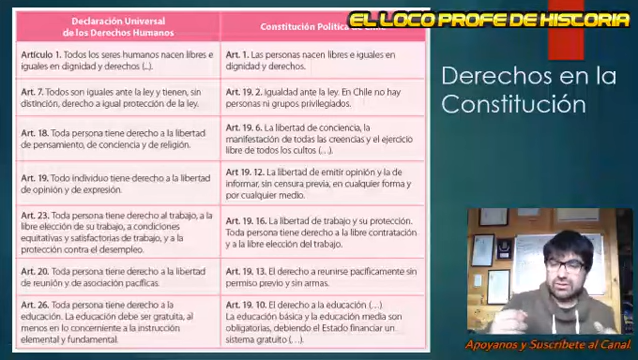 EL LOCO PROFE DE HISTORIA
Declaración Universal
de los Derechos Humanos
Constitución Política de Chile
Artículo 1. Todos los seres humanos nacen libres e
iguales en dignidad y derechos (...).
Art. 1. Las personas nacen libres e iguales en
dignidad y derechos.
Art. 7. Todos son iguales ante la ley y tienen, sin
distinción, derecho a igual protección de la ley.
Art. 19. 2. Igualdad ante la ley. En Chile no hay
personas ni grupos privilegiados.
Art. 18. Toda persona tiene derecho a la libertad
de pensamiento, de conciencia y de religión.
Art. 19. 6. La libertad de conciencia, la
manifestación de todas las creencias y el ejercicio
libre de todos los cultos (...).
Art. 19. Todo individuo tiene derecho a la libertad
de opinión y de expresión.
Art. 19. 12. La libertad de emitir opinión y la de
informar, sin censura previa, en cualquier forma y
por cualquier medio.
Art. 23. Toda persona tiene derecho al trabajo, a la
libre elección de su trabajo, a condiciones
equitativas y satisfactorias de trabajo, y a la
protección contra el desempleo.
Art. 19. 16. La libertad de trabajo y su protección.
Toda persona tiene derecho a la libre contratación
y a la libre elección del trabajo.
Art. 20. Toda persona tiene derecho a la libertad
de reunión y de asociación pacíficas.
Art. 19. 13. El derecho a reunirse pacíficamente sin
permiso previo y sin armas.
Art. 26. Toda persona tiene derecho a la
educación. La educación debe ser gratuita, al
menos en lo concerniente a la instrucción
elemental y fundamental.
Art. 19. 10. El derecho a la educación (...)
La educación básica y la educación media son
obligatorias, debiendo el Estado financiar un
sistema gratuito (...).
Derechos en la
Constitución
Apoyanos y Suscribete al Canal.